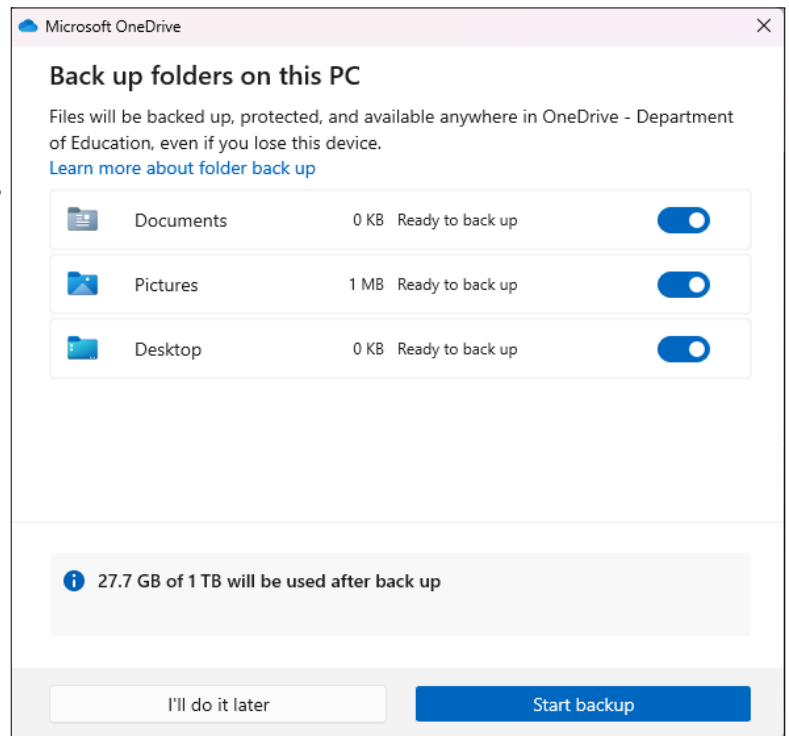 Microsoft OneDrive
Back up folders on this PC
Files will be backed up, protected, and available anywhere in OneDrive - Department
of Education, even if you lose this device.
Learn more about folder back up
Documents 0 KB Ready to back up
Pictures 1 MB Ready to back up
Desktop 0 KB Ready to back up
27.7 GB of 1 TB will be used after back up
I'll do it later Start backup